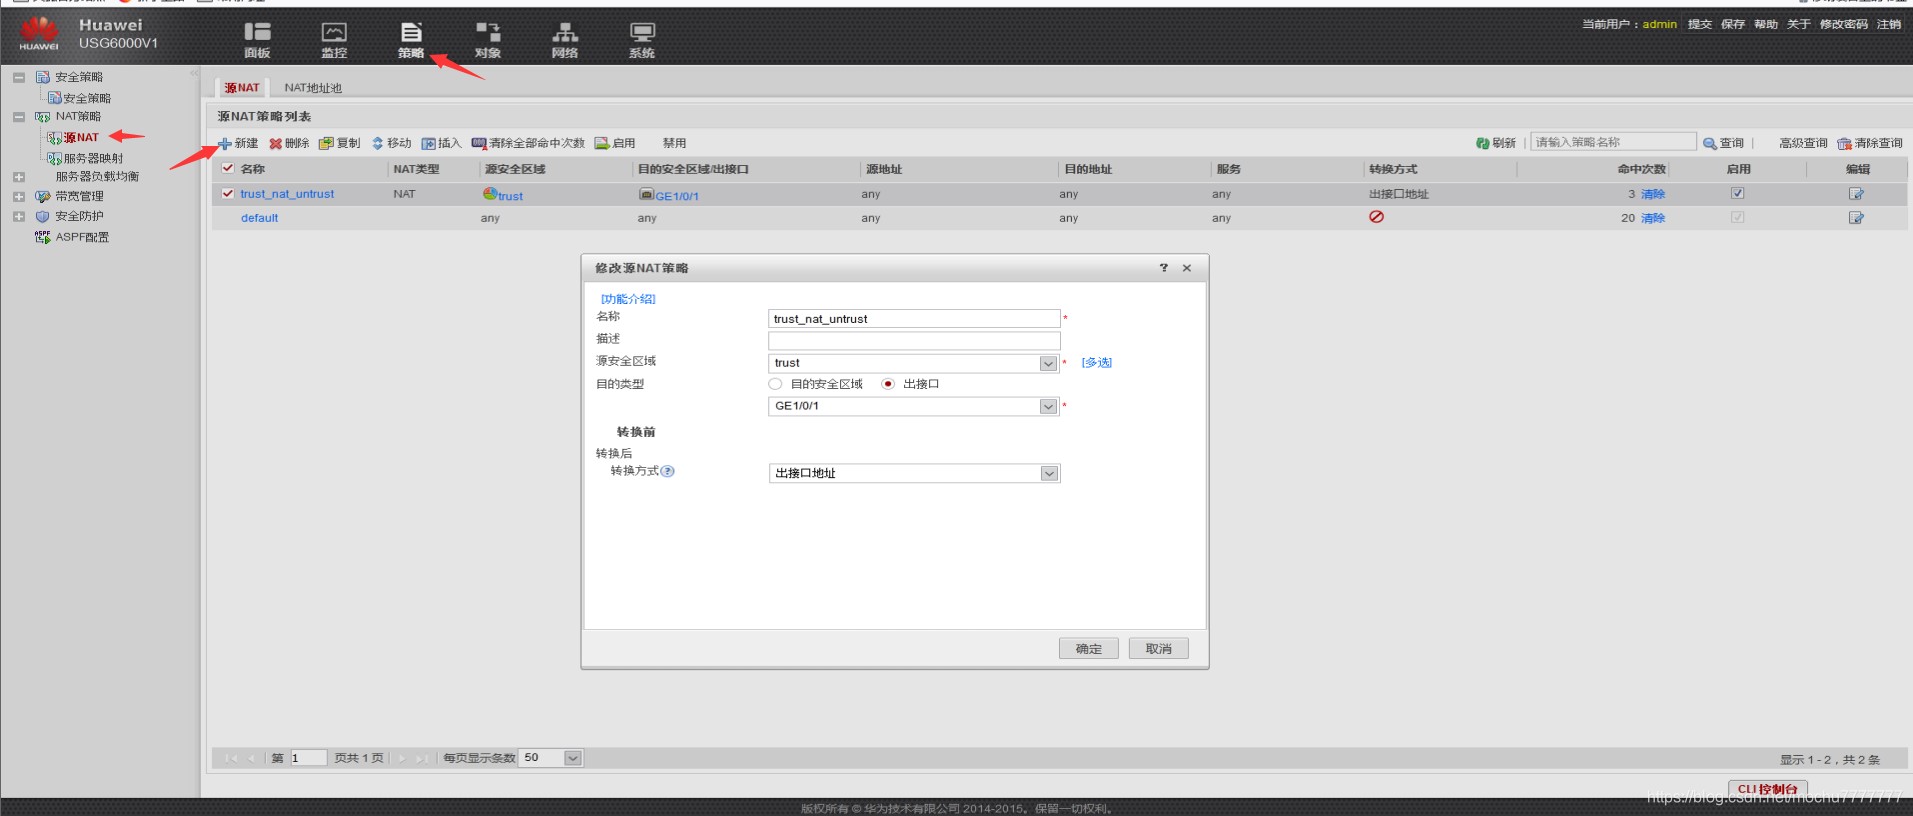 Huawei
USG6000V1
HUAWEI
面板
监控
策略
对象
网络
系统
当前用户：admin 提交 保存 帮助 关于 修改密码 注销
安全策略
安全策略
NAT策略
源NAT
服务器映射
服务器负载均衡
带宽管理
安全防护
ASPF配置
源NAT NAT地址池
源NAT策略列表
新建 删除 复制 移动 插入 清除全部命中次数 启用 禁用 刷新 请输入策略名称 查询 高级查询 清除查询
名称 NAT类型 源安全区域 目的安全区域/出接口 源地址 目的地址 服务 转换方式 命中次数 启用 编辑
trust_nat_untrust NAT trust GE1/0/1 any any any 出接口地址 3 清除
default any any any any any 20 清除
修改源NAT策略 ? ×
[功能介绍]
名称 trust_nat_untrust *
描述
源安全区域 trust * [多选]
目的类型 目的安全区域 出接口
GE1/0/1 *
转换前
转换后
转换方式 ? 出接口地址
确定 取消
第 1 页共 1 页 每页显示条数 50 显示 1 - 2，共 2 条
CLI控制台
https://blog.csdn.net/mochu7777777
版权所有 © 华为技术有限公司 2014-2015。保留一切权利。